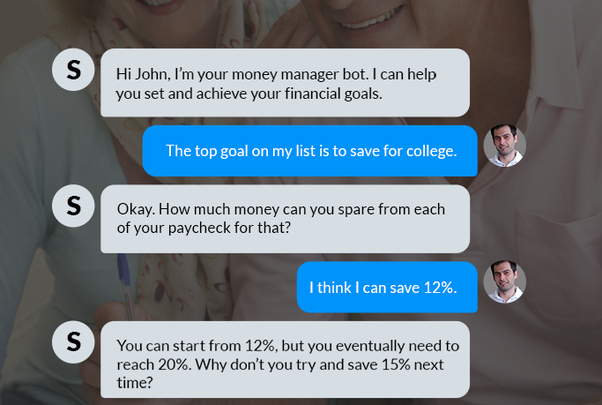 S
Hi John, I’m your money manager bot. I can help
you set and achieve your financial goals.
The top goal on my list is to save for college.
S
Okay. How much money can you spare from each
of your paycheck for that?
I think I can save 12%.
S
You can start from 12%, but you eventually need to
reach 20%. Why don’t you try and save 15% next
time?